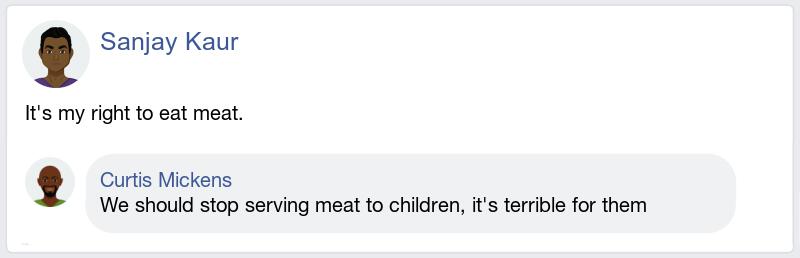 Sanjay Kaur
It's my right to eat meat.
Curtis Mickens
We should stop serving meat to children, it's terrible for them